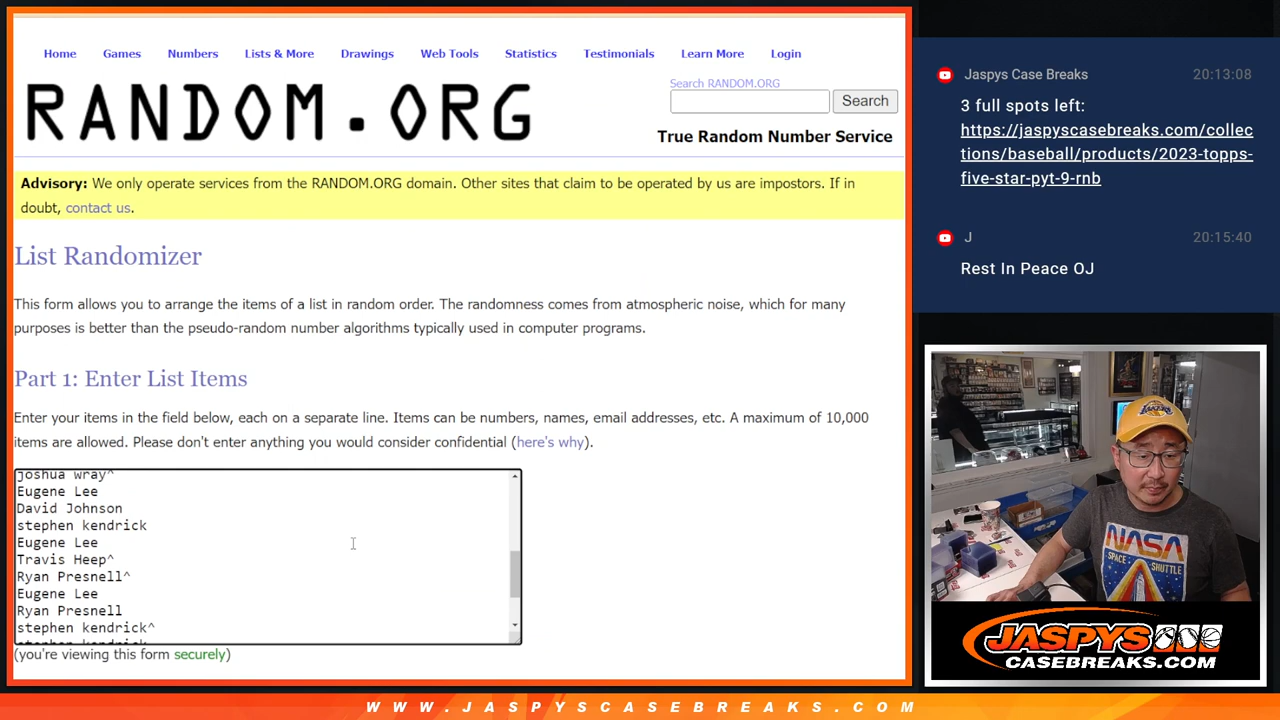 Home Games Numbers Lists & More Drawings Web Tools Statistics Testimonials Learn More Login
RANDOM.ORG
Search RANDOM.ORG
Search
True Random Number Service
Advisory: We only operate services from the RANDOM.ORG domain. Other sites that claim to be operated by us are impostors. If in
doubt, contact us.
List Randomizer
This form allows you to arrange the items of a list in random order. The randomness comes from atmospheric noise, which for many
purposes is better than the pseudo-random number algorithms typically used in computer programs.
Part 1: Enter List Items
Enter your items in the field below, each on a separate line. Items can be numbers, names, email addresses, etc. A maximum of 10,000
items are allowed. Please don't enter anything you would consider confidential (here's why).
joshua wray^
Eugene Lee
David Johnson
stephen kendrick
Eugene Lee
Travis Heep^
Ryan Presnell^
Eugene Lee
Ryan Presnell
stephen kendrick^
(you're viewing this form securely)
Jaspys Case Breaks 20:13:08
3 full spots left:
https://jaspyscasebreaks.com/collec
tions/baseball/products/2023-topps-
five-star-pyt-9-rnb
J 20:15:40
Rest In Peace OJ
NASA
SPACE SHUTTLE
JASPYS
CASEBREAKS.COM
WWW.JASPYSCASEBREAKS.COM